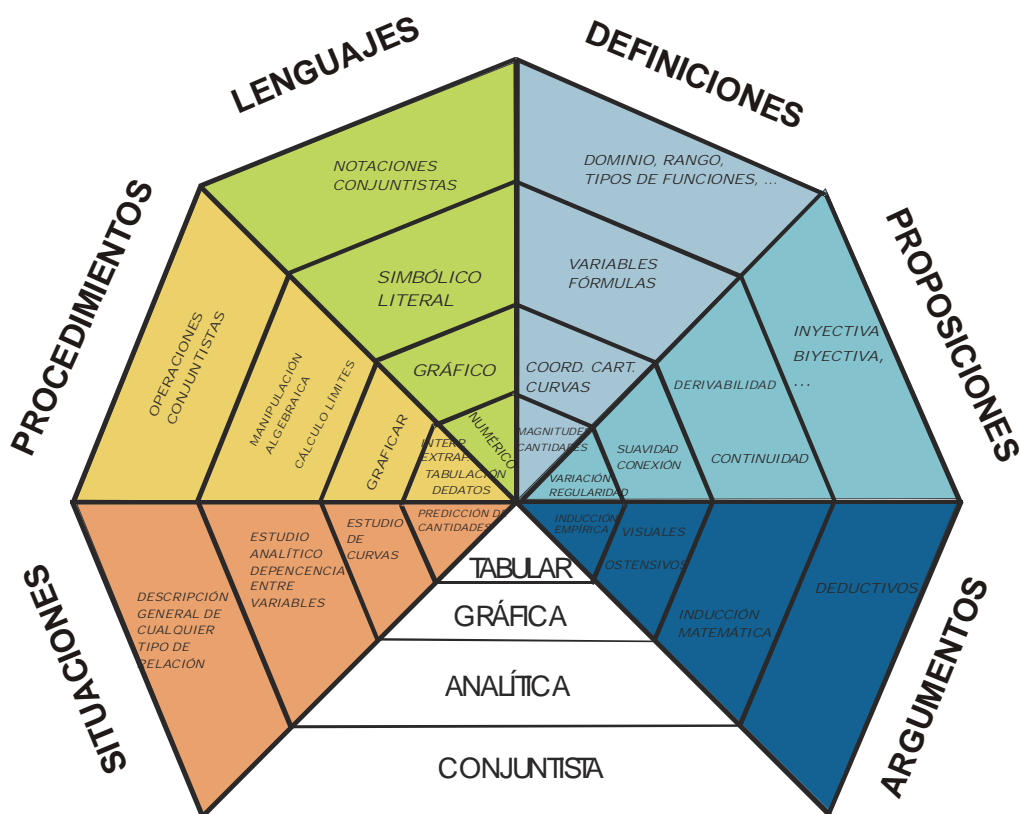 LENGUAJES
DEFINICIONES
PROCEDIMIENTOS
PROPOSICIONES
SITUACIONES
ARGUMENTOS
NOTACIONES
CONJUNTISTAS
SIMBÓLICO
LITERAL
GRÁFICO
NUMÉRICO
DOMINIO, RANGO,
TIPOS DE FUNCIONES, ...
VARIABLES
FÓRMULAS
COORD. CART.
CURVAS
MAGNITUDES
CANTIDADES
OPERACIONES
CONJUNTISTAS
MANIPULACION
ALGEBRAICA
CÁLCULO LÍMITES
GRAFICAR
INTERP.
EXTRAP.
TABULACIÓN
DEDATOS
INYECTIVA
BIYECTIVA,
...
DERIVABILIDAD
CONTINUIDAD
SUAVIDAD
CONEXIÓN
VARIACIÓN
REGULARIDAD
DESCRIPCIÓN
GENERAL DE
CUALQUIER
TIPO DE
RELACIÓN
ESTUDIO
ANALÍTICO
DEPENCENCIA
ENTRE
VARIABLES
ESTUDIO
DE
CURVAS
PREDICCIÓN DE
CANTIDADES
INDUCCIÓN
EMPÍRICA
VISUALES
OSTENSIVOS
INDUCCIÓN
MATEMÁTICA
DEDUCTIVOS
TABULAR
GRÁFICA
ANALÍTICA
CONJUNTISTA